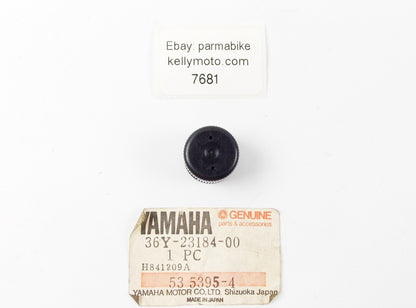 Ebay: parmabike
kellymoto.com
7681
YAMAHA GENUINE
parts & accessories
36Y-23184-00
1 PC
H841209A
53 5395-4
YAMAHA MOTOR CO., LTD. Shizuoka Japan
MADE IN JAPAN